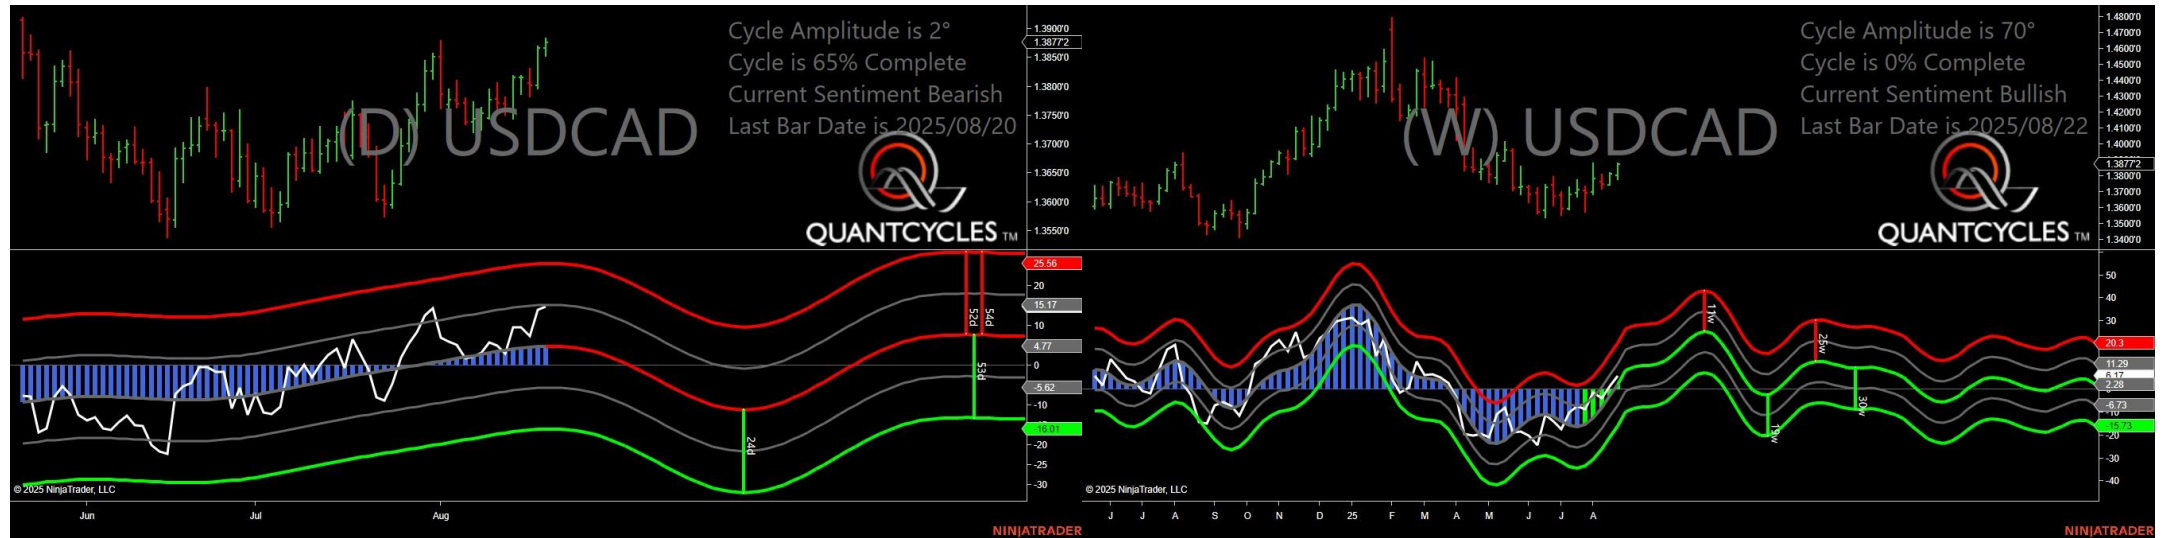 Cycle Amplitude is 2°
Cycle is 65% Complete
Current Sentiment Bearish
Last Bar Date is 2025/08/20
(D) USDCAD
QUANTCYCLES TM
1.3900'0
1.3877'2
1.3850'0
1.3800'0
1.3750'0
1.3700'0
1.3650'0
1.3600'0
1.3550'0
25.56
20
15.17
10
4.77
0
-5.62
-10
-16.01
-20
-25
-30
52d
54d
53d
24d
© 2025 NinjaTrader, LLC
Jun Jul Aug
NINJATRADER
Cycle Amplitude is 70°
Cycle is 0% Complete
Current Sentiment Bullish
Last Bar Date is 2025/08/22
(W) USDCAD
QUANTCYCLES TM
1.4800'0
1.4700'0
1.4600'0
1.4500'0
1.4400'0
1.4300'0
1.4200'0
1.4100'0
1.4000'0
1.3877'2
1.3800'0
1.3700'0
1.3600'0
1.3500'0
1.3400'0
50
40
30
20.3
11.29
6.17
2.28
-6.73
-15.73
-20
-30
-40
11w
25w
19w
30w
© 2025 NinjaTrader, LLC
J J A S O N D 25 F M A M J J A
NINJATRADER